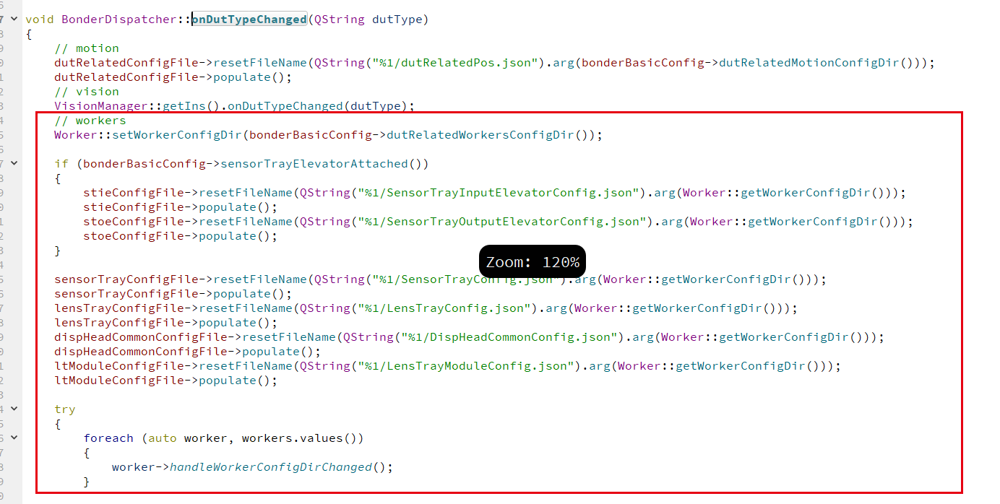 void BonderDispatcher::onDutTypeChanged(QString dutType)
{
// motion
dutRelatedConfigFile->resetFileName(QString("%1/dutRelatedPos.json").arg(bonderBasicConfig->dutRelatedMotionConfigDir()));
dutRelatedConfigFile->populate();
// vision
VisionManager::getIns().onDutTypeChanged(dutType);
// workers
Worker::setWorkerConfigDir(bonderBasicConfig->dutRelatedWorkersConfigDir());
if (bonderBasicConfig->sensorTrayElevatorAttached())
{
stieConfigFile->resetFileName(QString("%1/SensorTrayInputElevatorConfig.json").arg(Worker::getWorkerConfigDir()));
stieConfigFile->populate();
stoeConfigFile->resetFileName(QString("%1/SensorTrayOutputElevatorConfig.json").arg(Worker::getWorkerConfigDir()));
stoeConfigFile->populate();
}
Zoom: 120%
sensorTrayConfigFile->resetFileName(QString("%1/SensorTrayConfig.json").arg(Worker::getWorkerConfigDir()));
sensorTrayConfigFile->populate();
lensTrayConfigFile->resetFileName(QString("%1/LensTrayConfig.json").arg(Worker::getWorkerConfigDir()));
lensTrayConfigFile->populate();
dispHeadCommonConfigFile->resetFileName(QString("%1/DispHeadCommonConfig.json").arg(Worker::getWorkerConfigDir()));
dispHeadCommonConfigFile->populate();
ltModuleConfigFile->resetFileName(QString("%1/LensTrayModuleConfig.json").arg(Worker::getWorkerConfigDir()));
ltModuleConfigFile->populate();
try
{
foreach (auto worker, workers.values())
{
worker->handleWorkerConfigDirChanged();
}